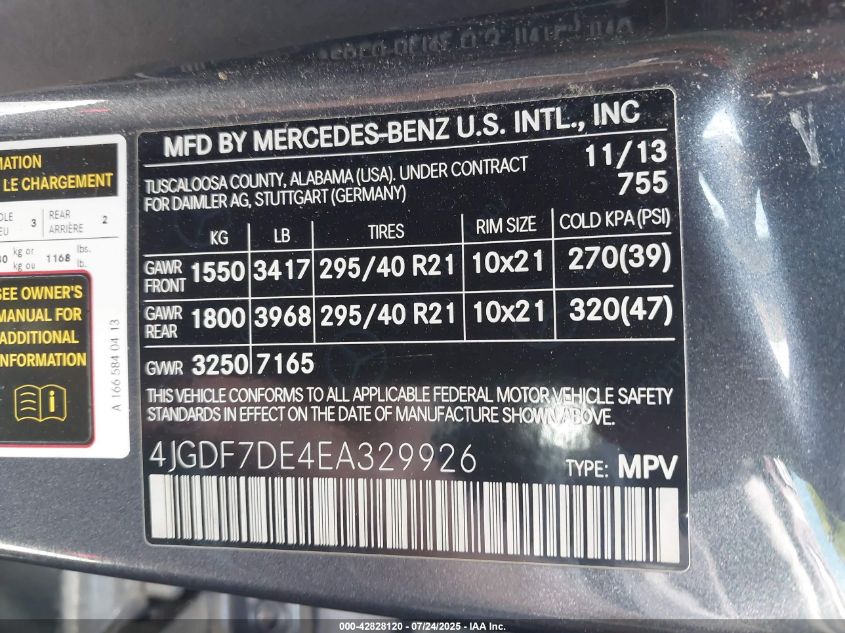 MATION
LE CHARGEMENT
3 REAR ARRIÈRE 2
kg or kg ou 1168 lbs. lb.
SEE OWNER'S
MANUAL FOR
ADDITIONAL
INFORMATION
A 166 584 04 13
MFD BY MERCEDES-BENZ U.S. INTL., INC
TUSCALOOSA COUNTY, ALABAMA (USA). UNDER CONTRACT 11/13
FOR DAIMLER AG, STUTTGART (GERMANY) 755
KG LB TIRES RIM SIZE COLD KPA (PSI)
GAWR FRONT 1550 3417 295/40 R21 10x21 270(39)
GAWR REAR 1800 3968 295/40 R21 10x21 320(47)
GVWR 3250 7165
THIS VEHICLE CONFORMS TO ALL APPLICABLE FEDERAL MOTOR VEHICLE SAFETY
STANDARDS IN EFFECT ON THE DATE OF MANUFACTURE SHOWN ABOVE.
4JGDF7DE4EA329926 TYPE: MPV
000-42828120 - 07/24/2025 - IAA Inc.